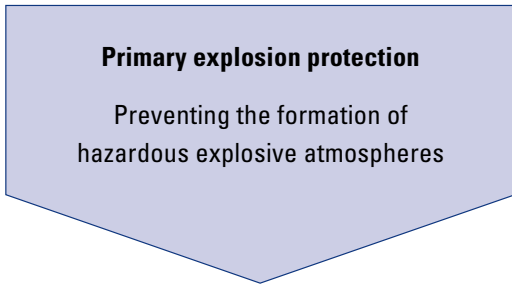 Primary explosion protection
Preventing the formation of
hazardous explosive atmospheres